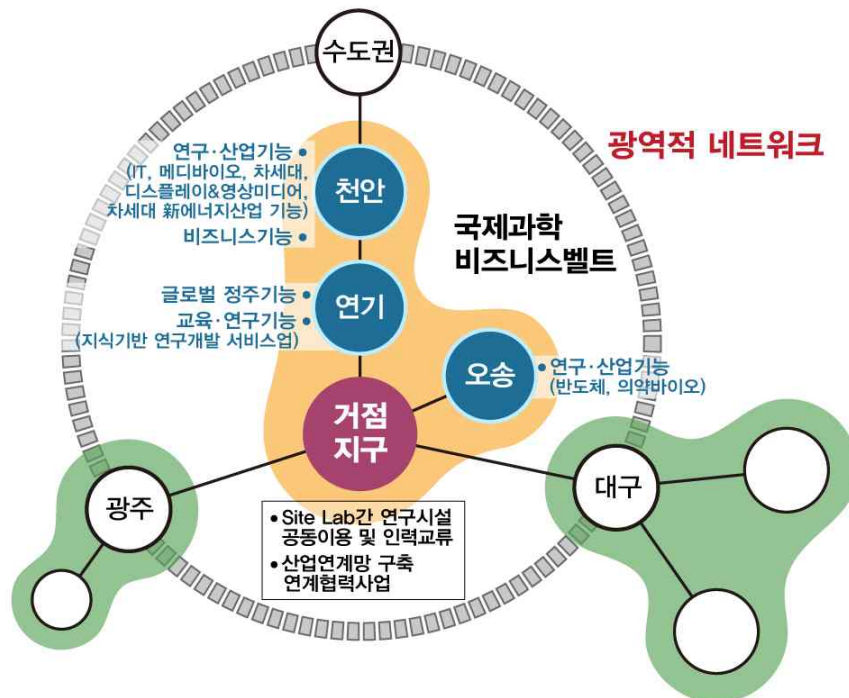 수도권
광역적 네트워크
연구·산업기능 •
(IT, 메디바이오, 차세대,
디스플레이&영상미디어,
차세대 新에너지산업 기능)
비즈니스기능 •
천안
국제과학
비즈니스벨트
글로벌 정주기능 •
교육·연구기능 •
(지식기반 연구개발 서비스업)
연기
오송
• 연구·산업기능
(반도체, 의약바이오)
거점
지구
광주
대구
• Site Lab간 연구시설
공동이용 및 인력교류
• 산업연계망 구축
연계협력사업